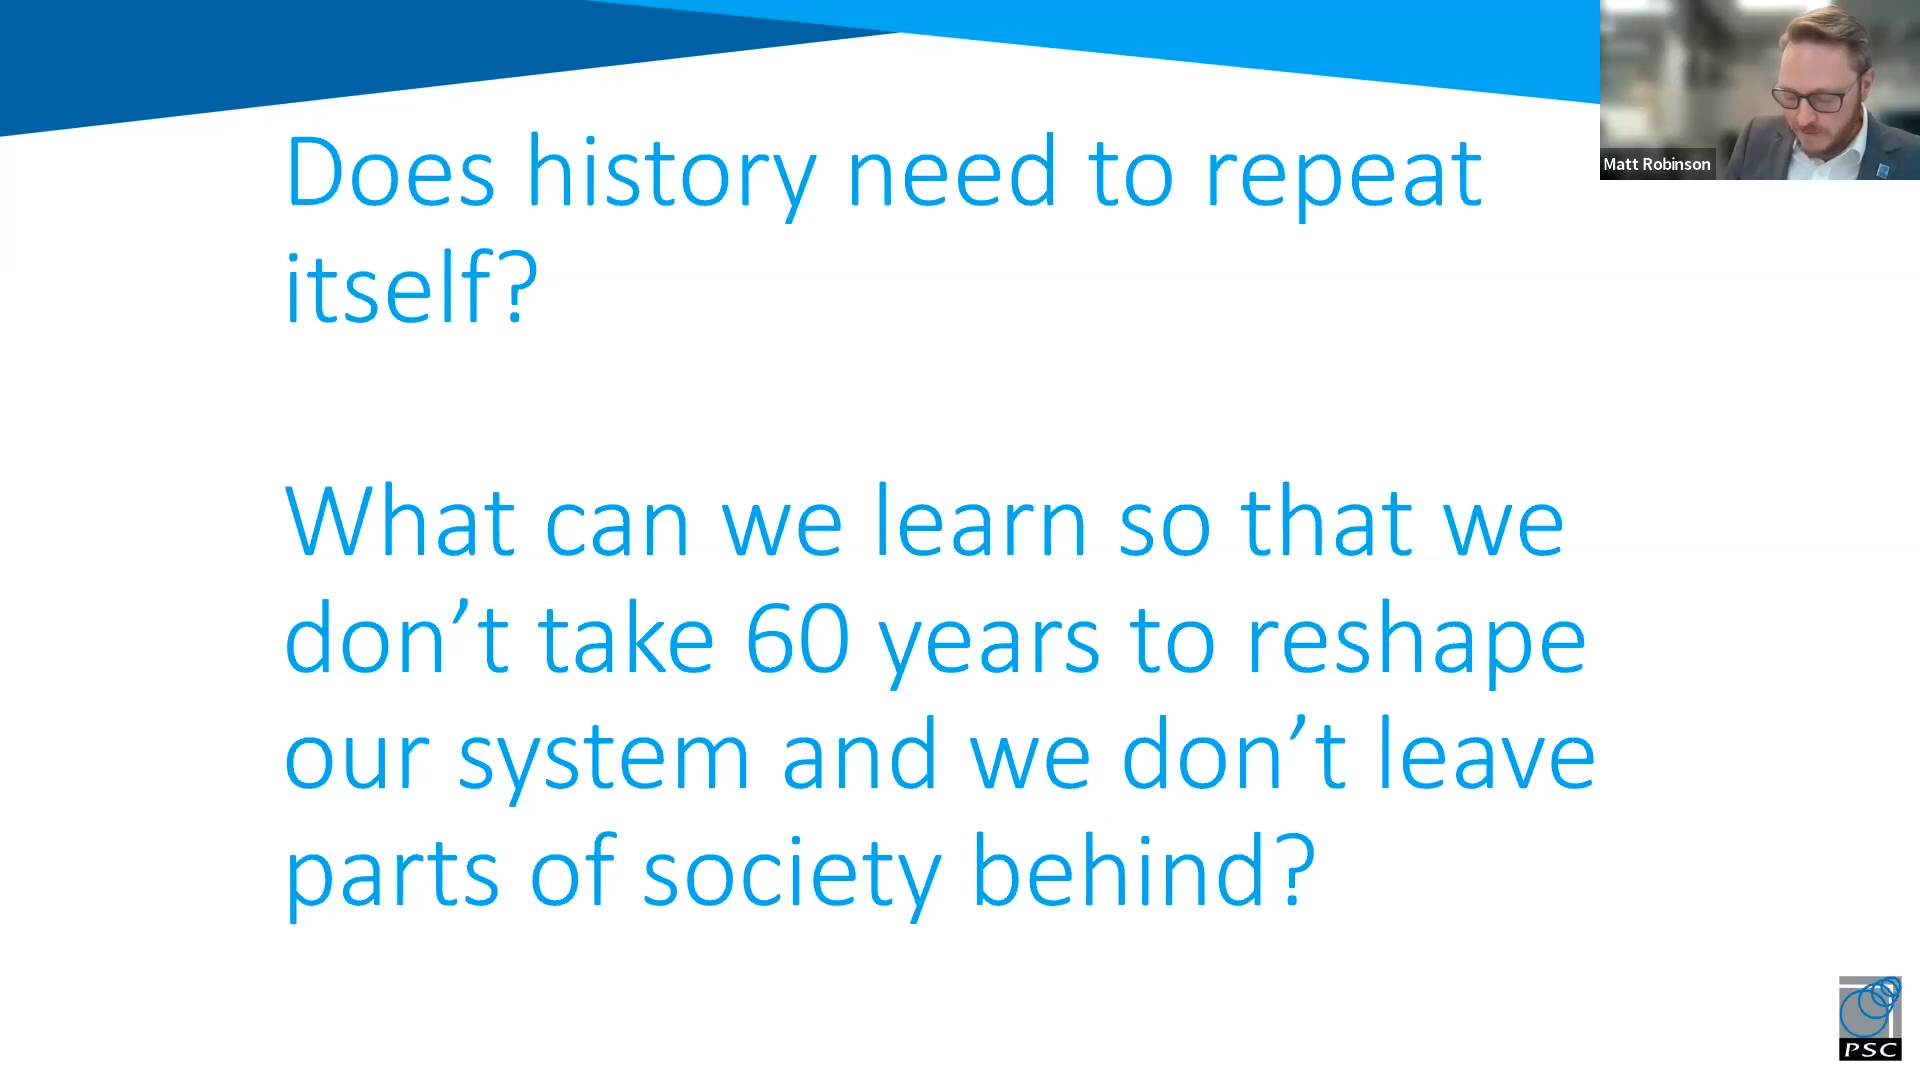 Does history need to repeat
itself?
What can we learn so that we
don’t take 60 years to reshape
our system and we don’t leave
parts of society behind?
Matt Robinson
PSC